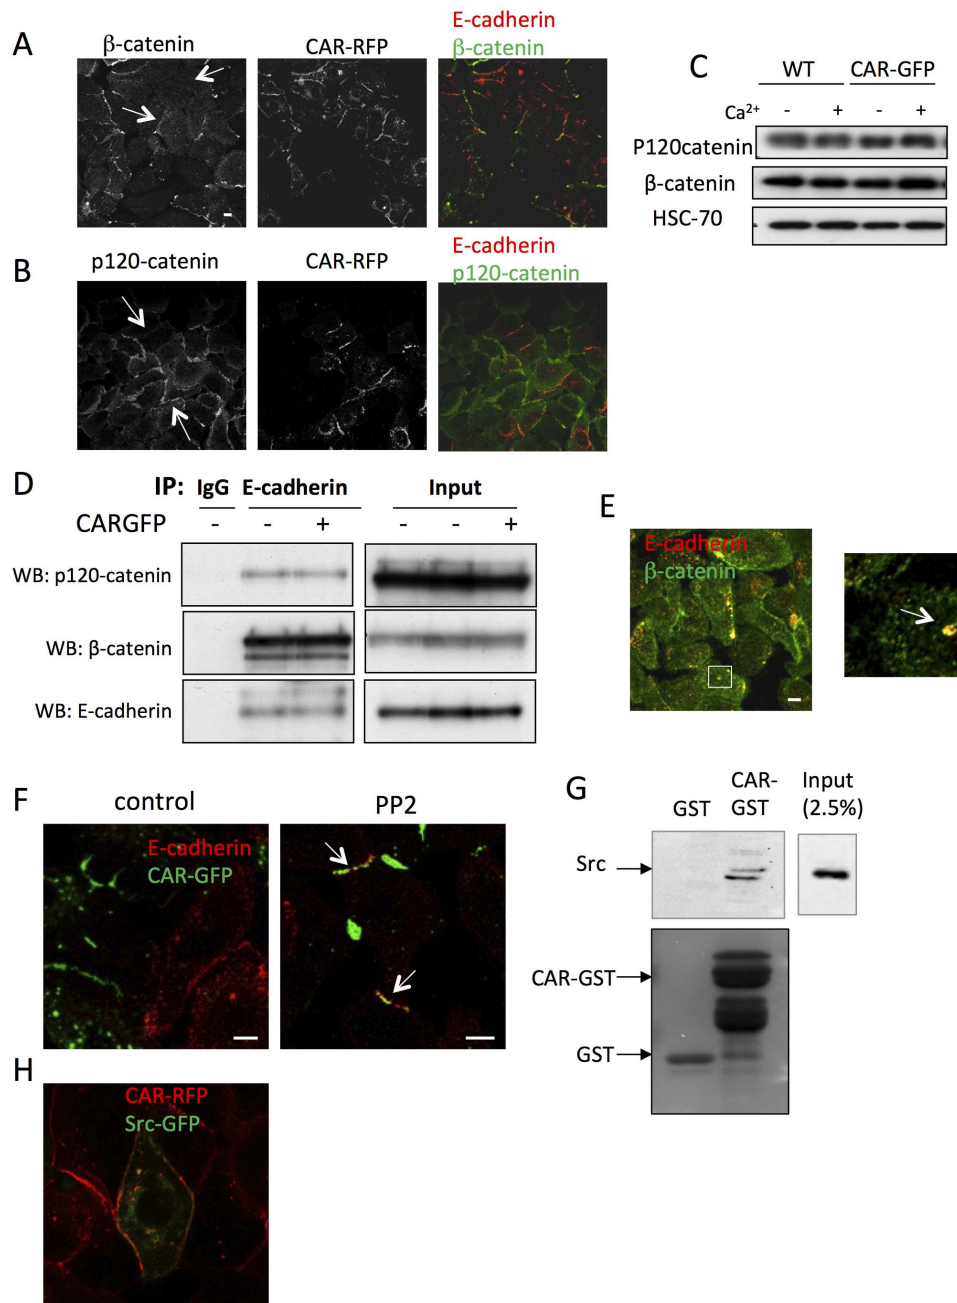 A
β-catenin
CAR-RFP
E-cadherin
β-catenin
B
p120-catenin
CAR-RFP
E-cadherin
p120-catenin
C
WT
CAR-GFP
Ca2+
-
+
-
+
P120catenin
β-catenin
HSC-70
D
IP: IgG E-cadherin Input
CARGFP - - + - - +
WB: p120-catenin
WB: β-catenin
WB: E-cadherin
E
E-cadherin
β-catenin
F
control
PP2
E-cadherin
CAR-GFP
G
GST
CAR-
GST
Input
(2.5%)
Src
CAR-GST
GST
H
CAR-RFP
Src-GFP